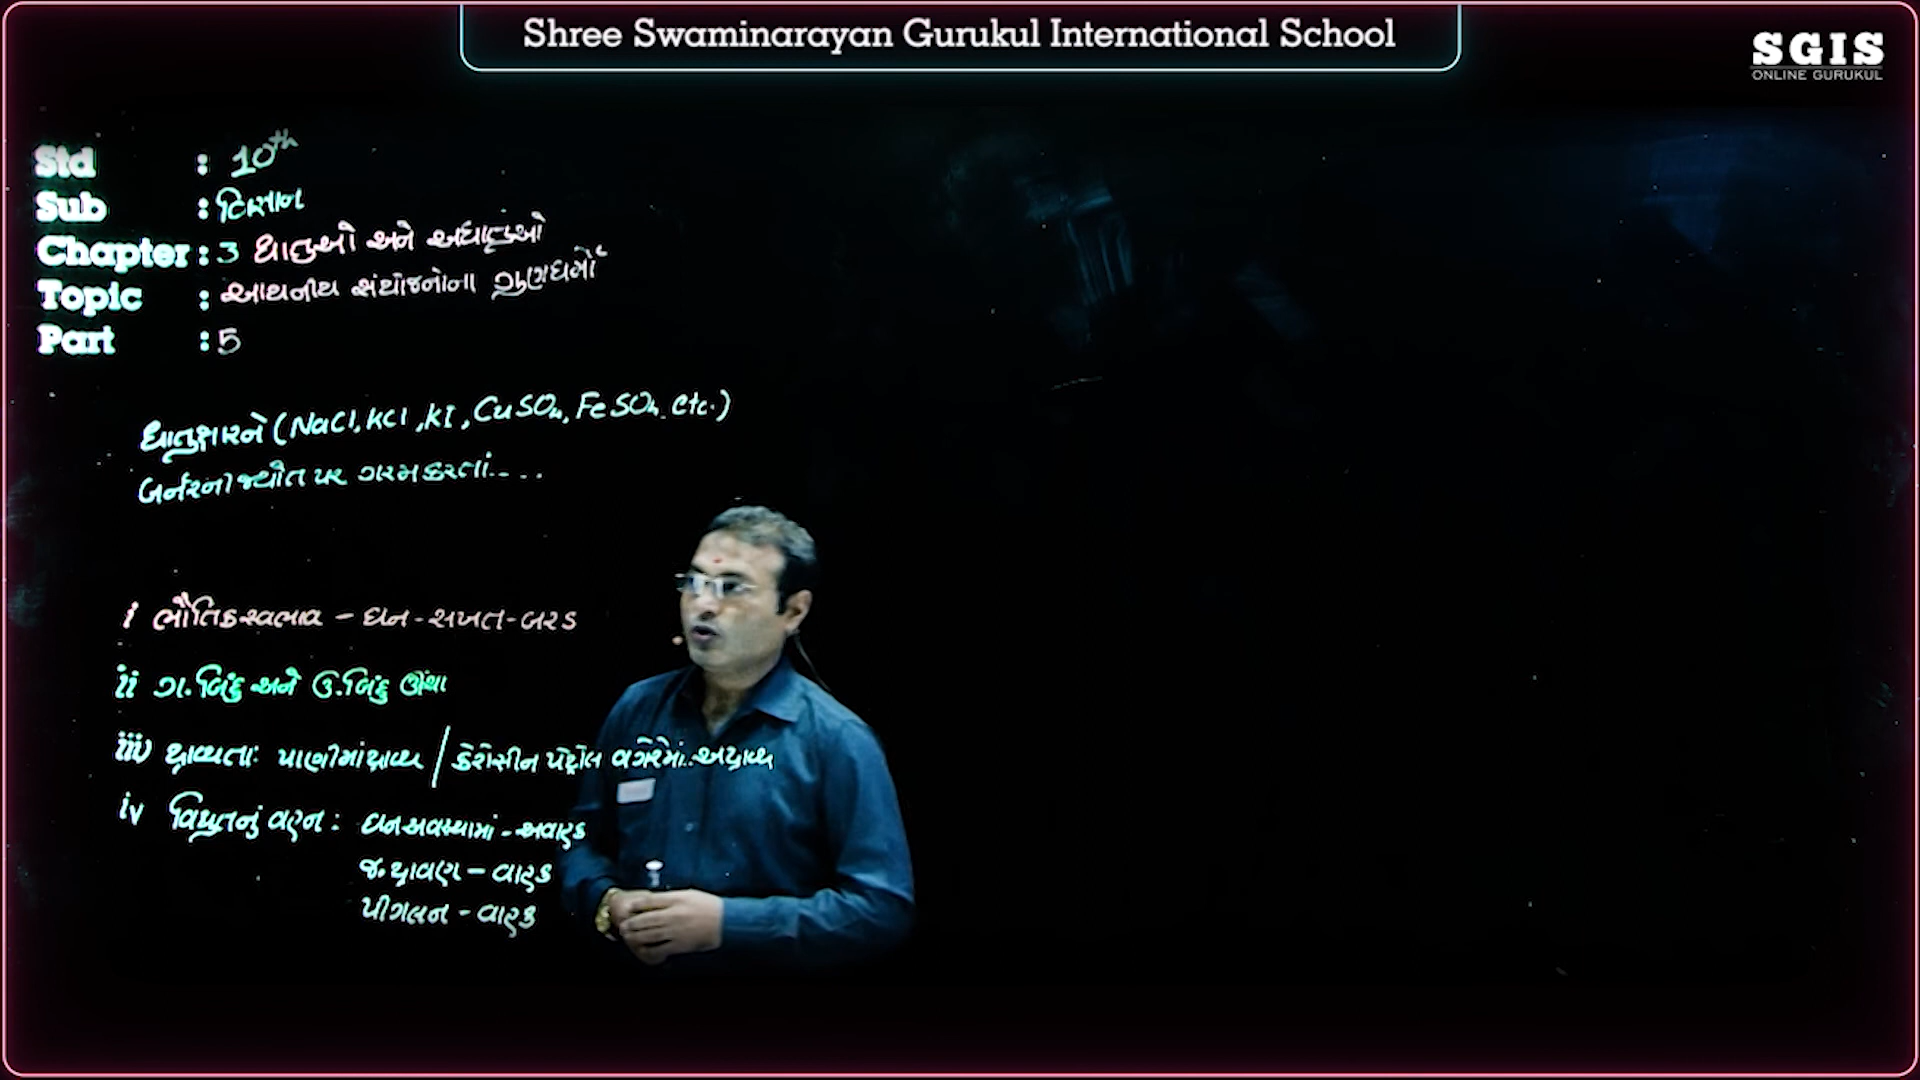 Shree Swaminarayan Gurukul International School
SGIS
ONLINE GURUKUL
Std : 10th
Sub : વિજ્ઞાન
Chapter : 3 ધાતુઓ અને અધાતુઓ
Topic : આયનીય સંયોજનોના ગુણધર્મો
Part : 5
ધાતુક્ષારને (NaCl, KCl, KI, CuSO4, FeSO4 etc.)
બર્નરની જ્યોત પર ગરમ કરતાં....
i ભૌતિક સ્વભાવ - ઘન - સખત - બરડ
ii ગ. બિંદુ અને ઉ. બિંદુ ઊંચા
iii) દ્રાવ્યતા: પાણીમાં દ્રાવ્ય / કેરોસીન પેટ્રોલ વગેરેમાં..અદ્રાવ્ય
iv વિદ્યુતનું વહન : ઘન અવસ્થામાં - અવાહક
જ. દ્રાવણ - વાહક
પીગલન - વાહક